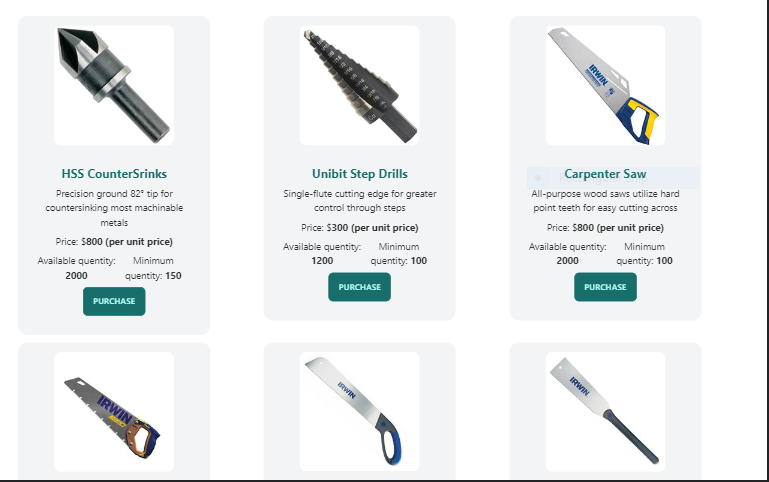 HSS CounterSrinks
Precision ground 82° tip for
countersinking most machinable
metals
Price: $800 (per unit price)
Available quantity: Minimum
2000 quantity: 150
PURCHASE
Unibit Step Drills
Single-flute cutting edge for greater
control through steps
Price: $300 (per unit price)
Available quantity: Minimum
1200 quantity: 100
PURCHASE
IRWIN
Carpenter Saw
All-purpose wood saws utilize hard
point teeth for easy cutting across
Price: $800 (per unit price)
Available quantity: Minimum
2000 quantity: 100
PURCHASE
IRWIN
IRWIN
IRWIN